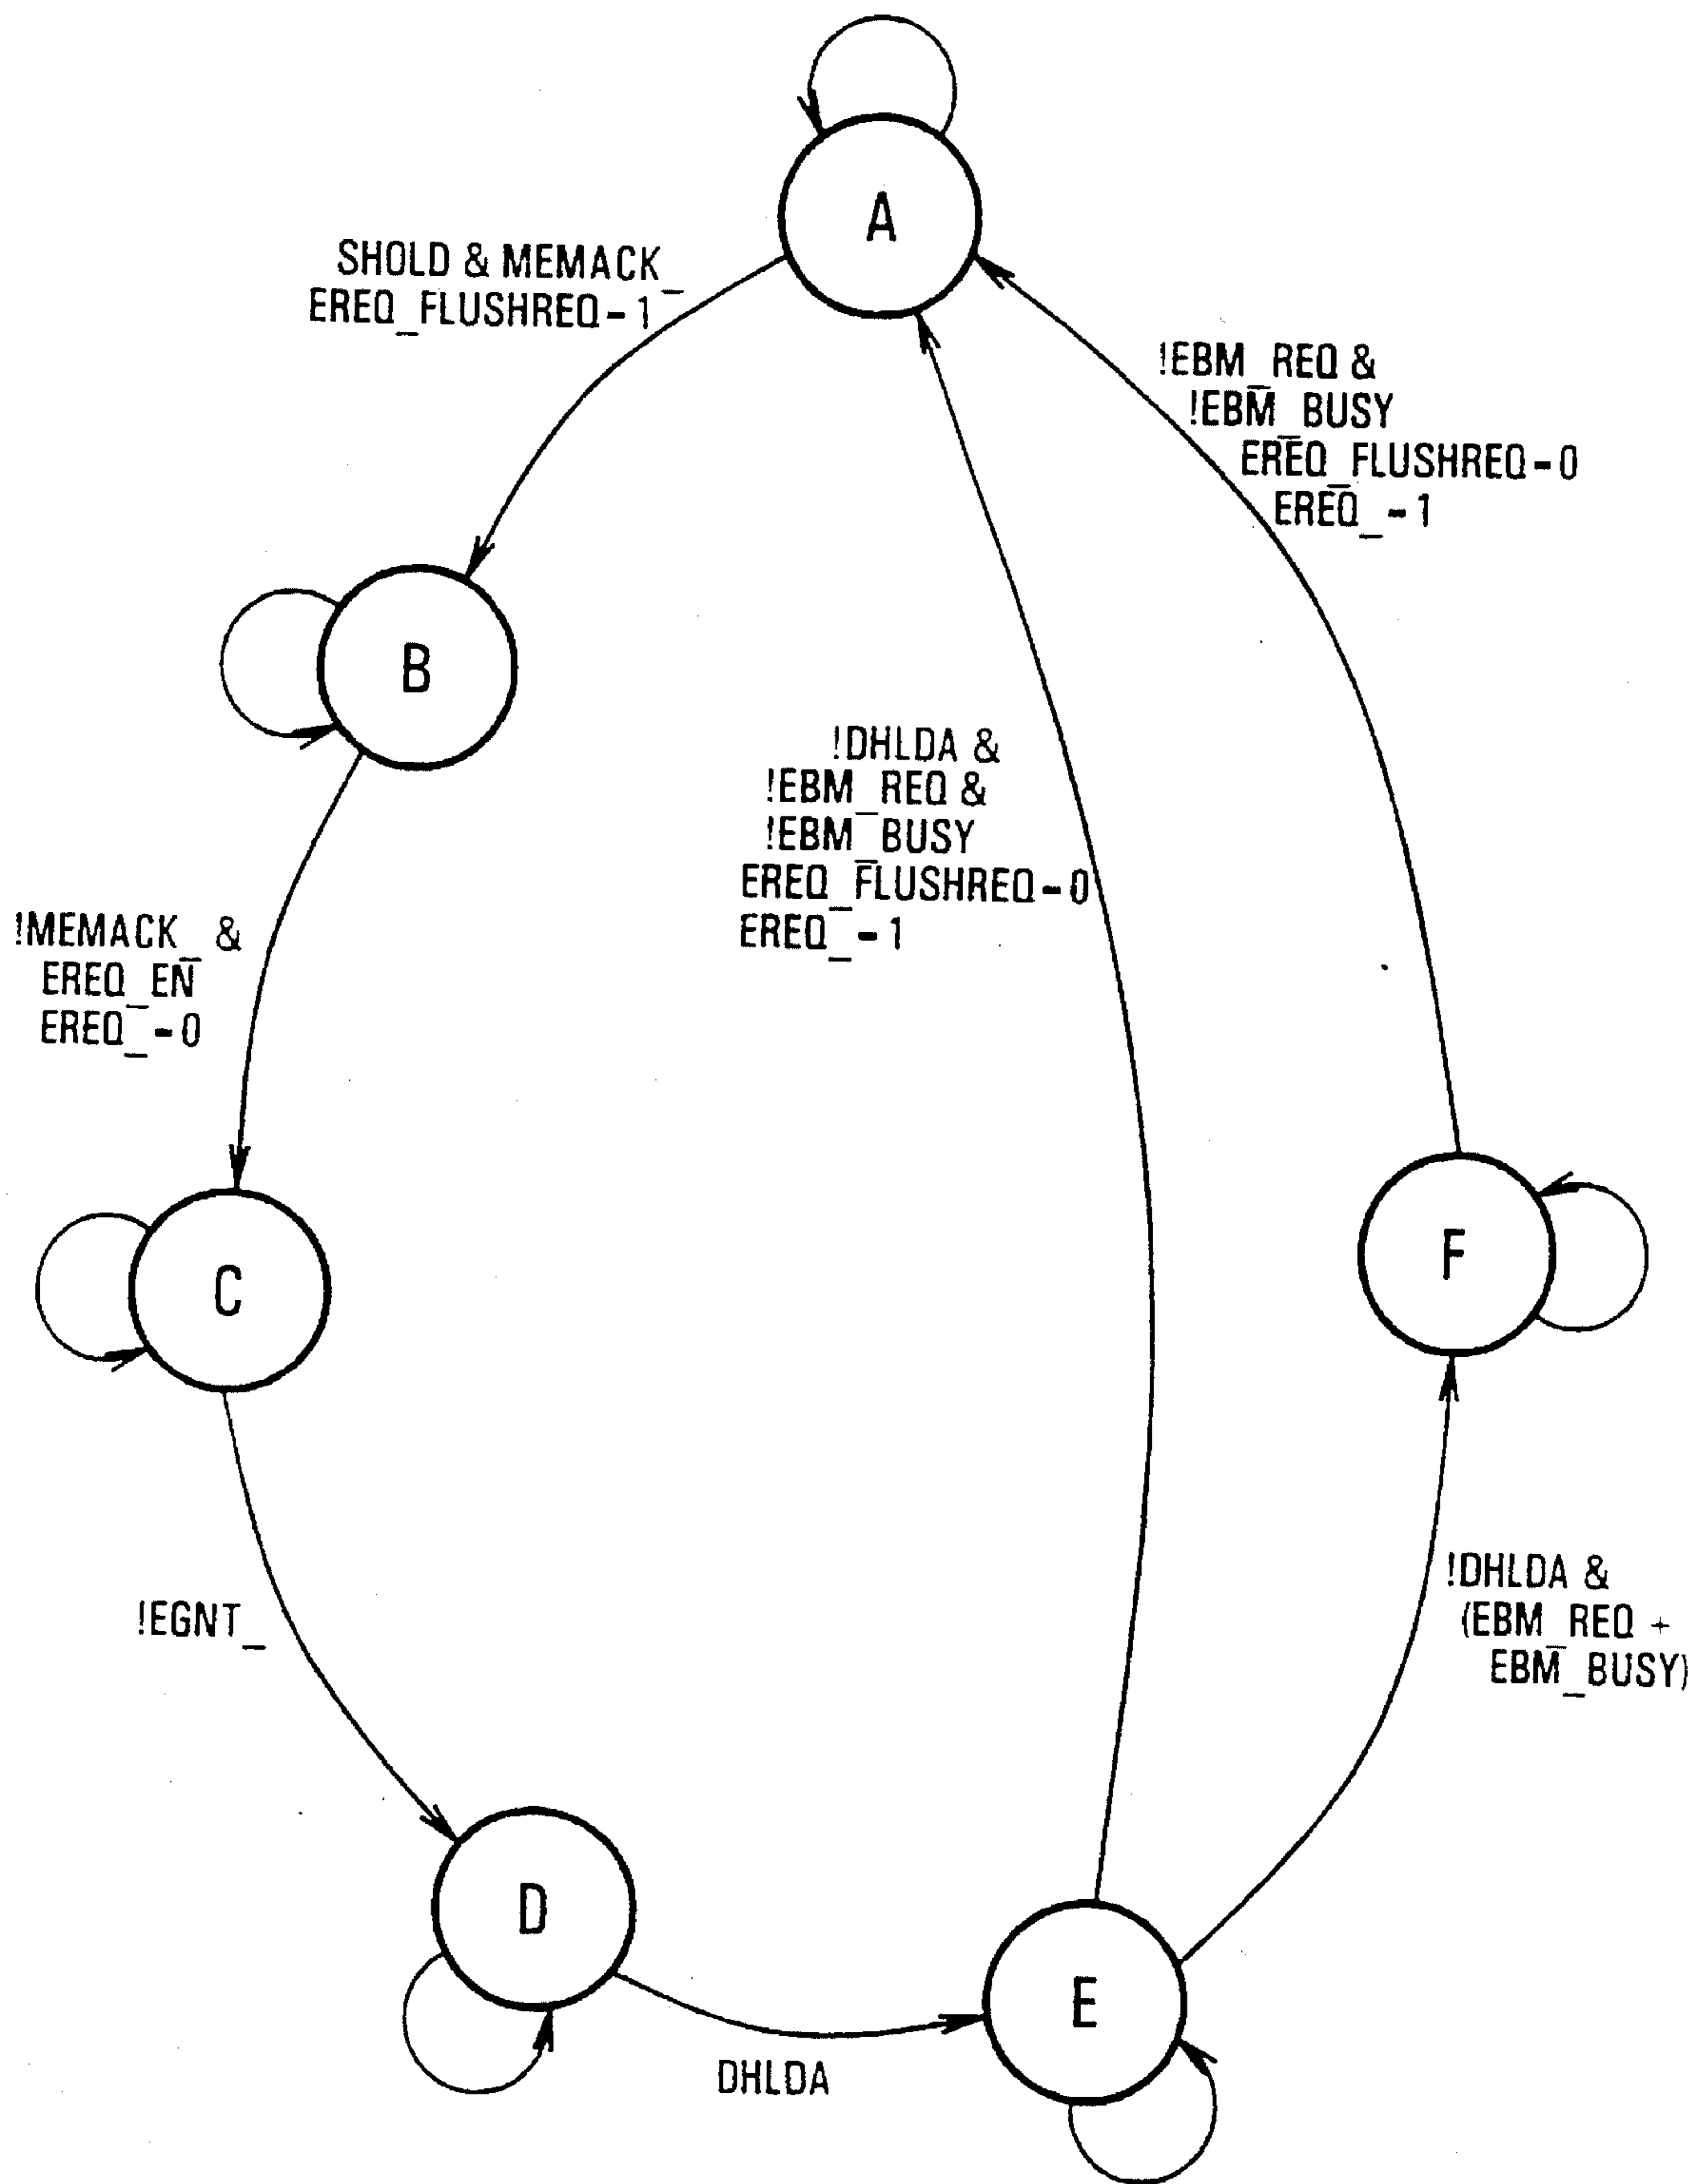 A
SHOLD & MEMACK_
EREQ_FLUSHREQ-1
!EBM_REQ &
!EBM_BUSY
EREQ_FLUSHREQ-0
EREQ_-1
B
!DHLDA &
!EBM_REQ &
!EBM_BUSY
EREQ_FLUSHREQ-0
EREQ_-1
!MEMACK_ &
EREQ_EN
EREQ_-0
C
F
!EGNT_
!DHLDA &
(EBM_REQ +
EBM_BUSY)
D
E
DHLDA